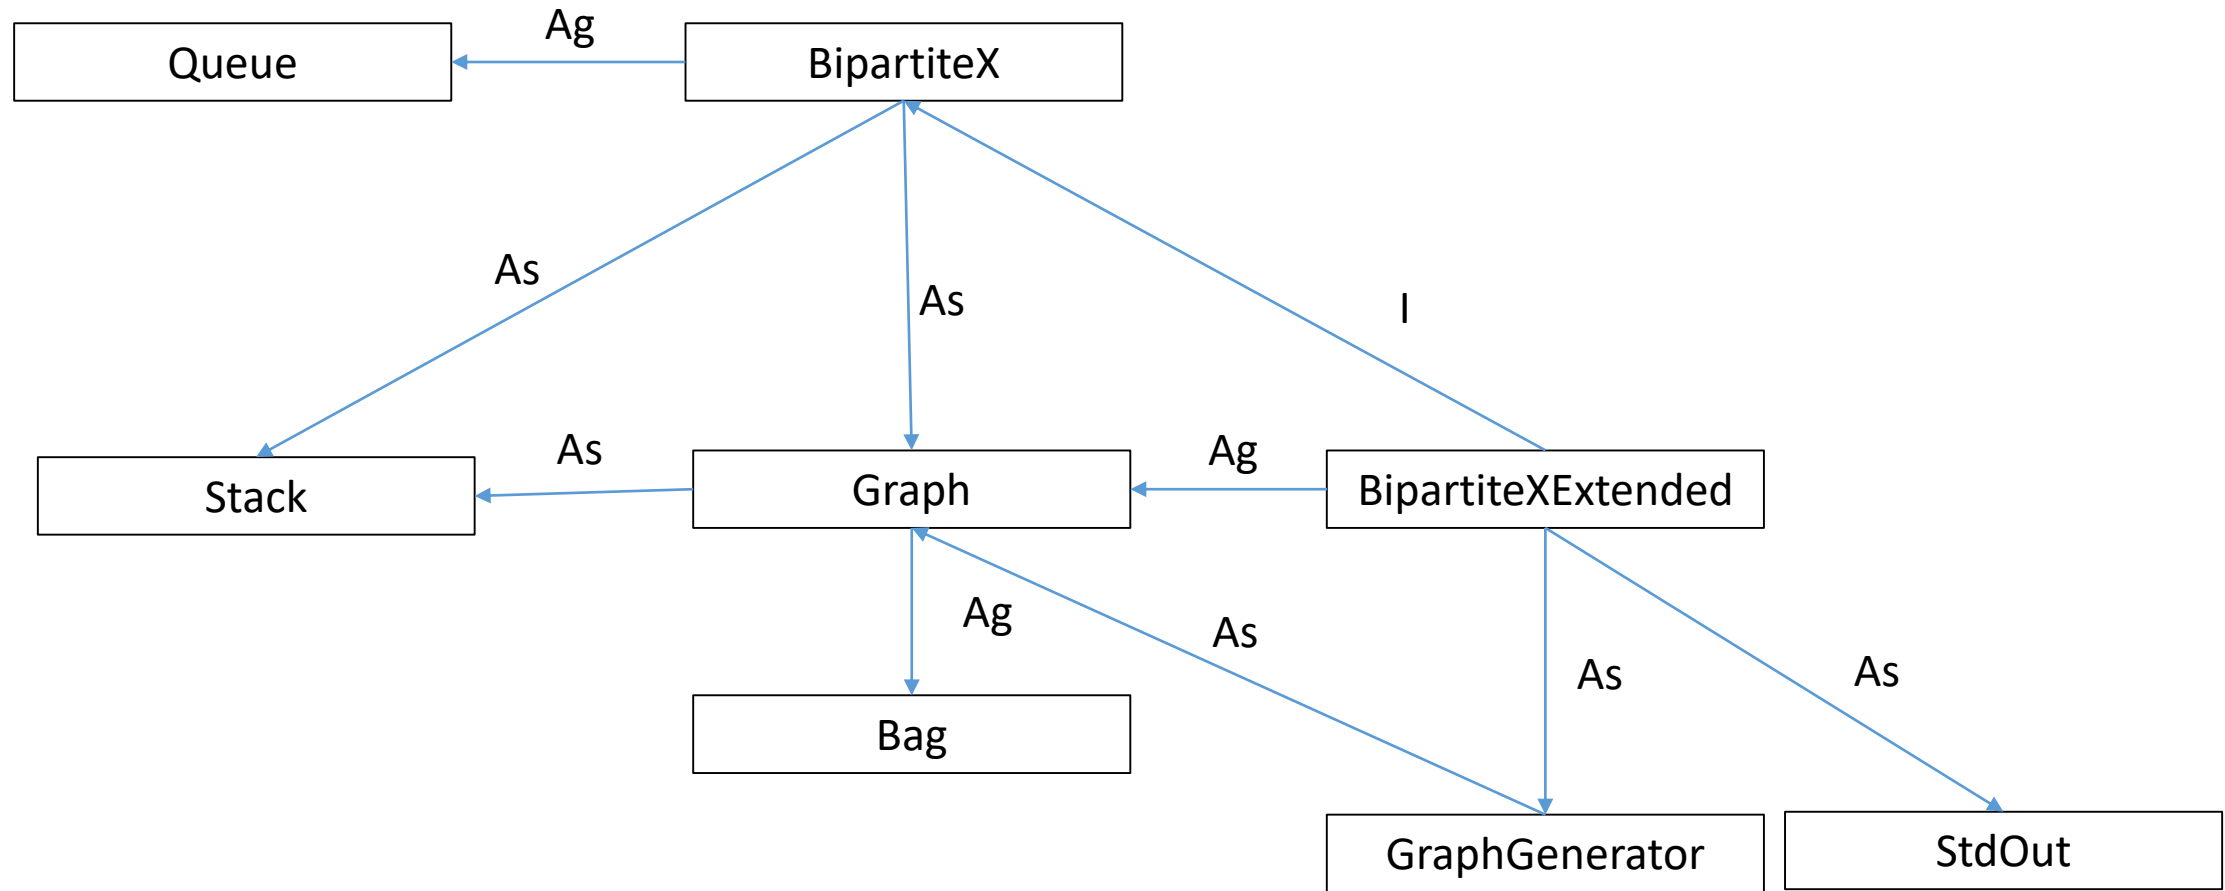 Ag
Queue
BipartiteX
As
As
I
As
Ag
Stack
Graph
BipartiteXExtended
Ag
As
As
As
Bag
GraphGenerator
StdOut